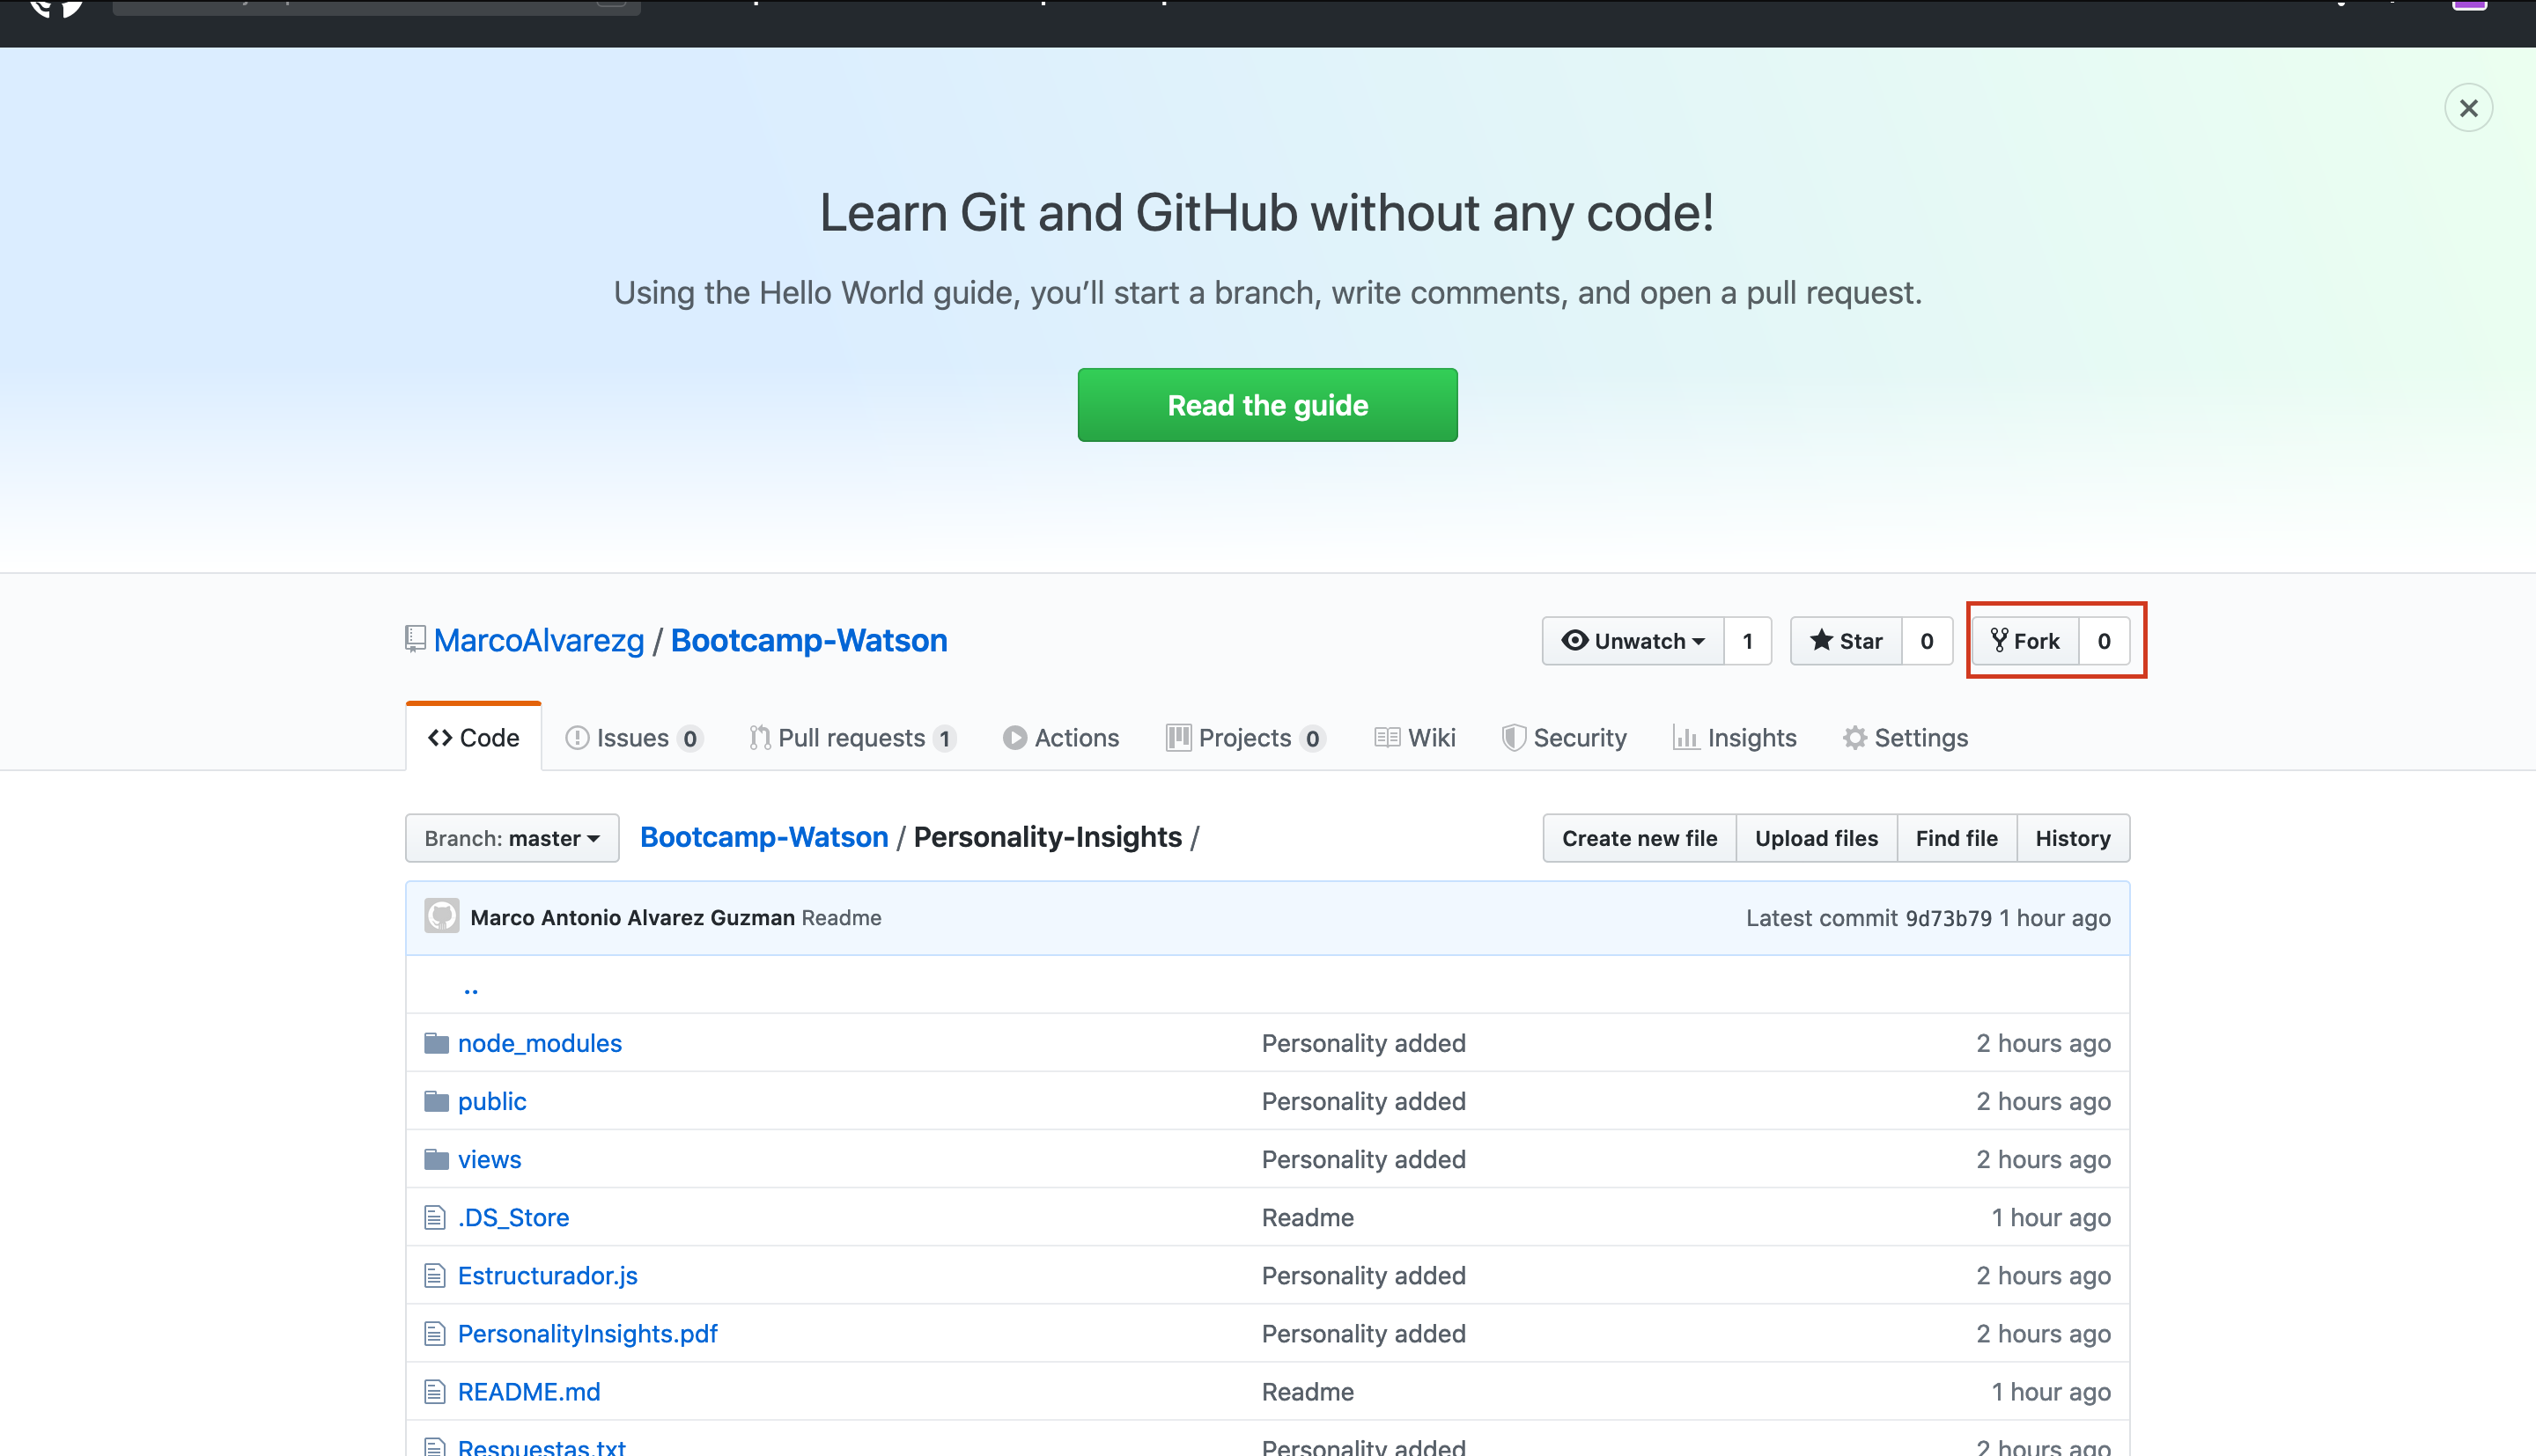 Learn Git and GitHub without any code!
Using the Hello World guide, you’ll start a branch, write comments, and open a pull request.
Read the guide
MarcoAlvarezg / Bootcamp-Watson
Unwatch 1 Star 0 Fork 0
Code Issues 0 Pull requests 1 Actions Projects 0 Wiki Security Insights Settings
Branch: master Bootcamp-Watson / Personality-Insights / Create new file Upload files Find file History
Marco Antonio Alvarez Guzman Readme Latest commit 9d73b79 1 hour ago
..
node_modules Personality added 2 hours ago
public Personality added 2 hours ago
views Personality added 2 hours ago
.DS_Store Readme 1 hour ago
Estructurador.js Personality added 2 hours ago
PersonalityInsights.pdf Personality added 2 hours ago
README.md Readme 1 hour ago
Respuestas.txt Personality added 2 hours ago